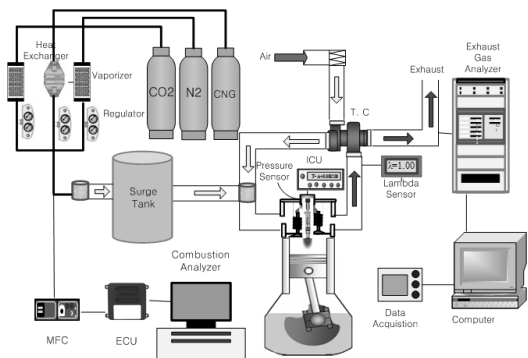 Heat
Exchanger
Vaporizer
Regulator
CO2
N2
CNG
Air
Exhaust
Exhaust
Gas
Analyzer
T. C
ICU
Pressure
Sensor
λ=1.00
Lambda
Sensor
Surge
Tank
Combustion
Analyzer
MFC
ECU
Data
Acquistion
Computer